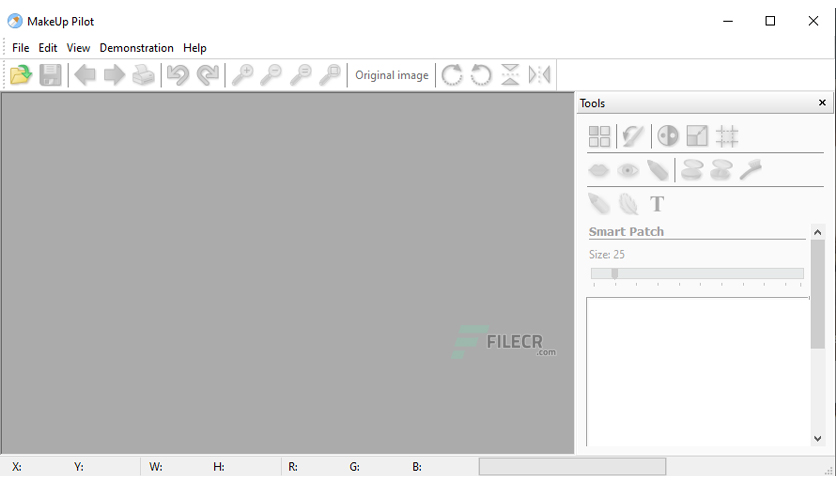 MakeUp Pilot
File Edit View Demonstration Help
Original image
Tools
T
Smart Patch
Size: 25
FILECR
.com
X: Y: W: H: R: G: B: